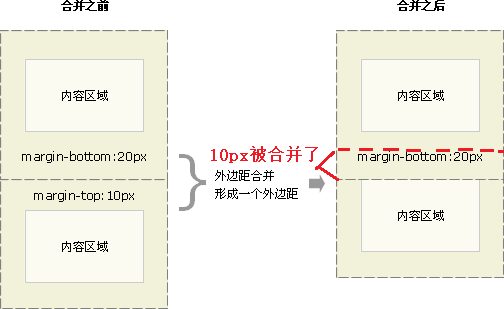 合并之前
合并之后
内容区域
内容区域
margin-bottom:20px
10px被合并了
margin-bottom:20px
外边距合并
形成一个外边距
margin-top:10px
内容区域
内容区域